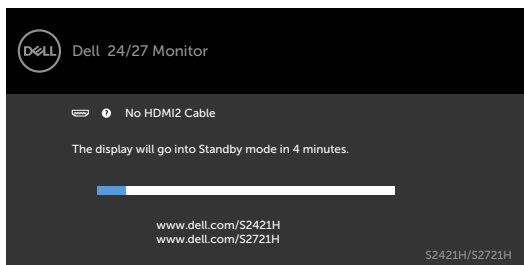 DELL
Dell 24/27 Monitor
? No HDMI2 Cable
The display will go into Standby mode in 4 minutes.
www.dell.com/S2421H
www.dell.com/S2721H
S2421H/S2721H